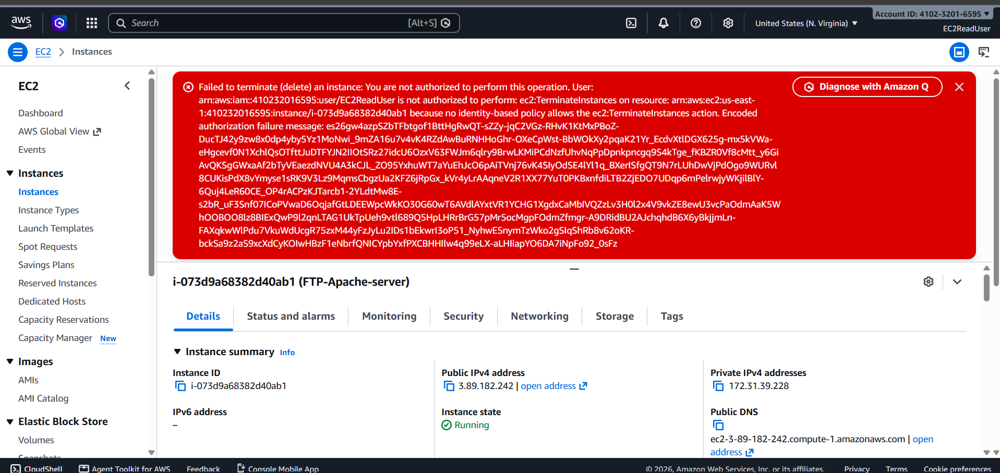 aws
Search
[Alt+S]
United States (N. Virginia) ▼
Account ID: 4102-3201-6595 ▼
EC2ReadUser
EC2
Instances
EC2
Dashboard
AWS Global View
Events
Instances
Instances
Instance Types
Launch Templates
Spot Requests
Savings Plans
Reserved Instances
Dedicated Hosts
Capacity Reservations
Capacity Manager New
Images
AMIs
AMI Catalog
Elastic Block Store
Volumes
Snapshots
Failed to terminate (delete) an instance: You are not authorized to perform this operation. User:
arn:aws:iam::410232016595:user/EC2ReadUser is not authorized to perform: ec2:TerminateInstances on resource: arn:aws:ec2:us-east-
1:410232016595:instance/i-073d9a68382d40ab1 because no identity-based policy allows the ec2:TerminateInstances action. Encoded
authorization failure message: es26gw4azpSZbTFbtgof1BttHgRwQT-sZZy-jqC2VGz-RHvK1KtMxPBoZ-
DucTJ42y9zw8x0dp4yby5Yz1MoNwi_9mZA16u7v4vK4RZdAwBuRNHHoGhr-OXeCpWst-BbWOkXy2pqaK21Yr_EcdvXtlDGX625g-mx5kVWa-
eHgcevf0N1XchlQsOTfttJuDTFYJN2IIOtSRz27idcU6OzxV63FWJm6qlry9BrwLKMiPCdNzfUhvNqPpDpnkpncgq9S4kTge_fKBZR0Vf8cMtt_y6Gi
AvQKSgGWxaAf2bTyVEaezdNVU4A3kCJL_ZO95YxhuWT7aYuEhJcO6pAiTVnj76vK4SIyOdSE4lYl1q_BXerISfgQT9N7rLUhDwVjPdOgo9WURvl
8CUKisPdX8vYmyse1sRK9V3Lz9MqmsCbgzUa2KFZ6jRpGx_kVr4yLrAAqneV2R1XX77YuT0PKBxnfdiLTB2ZjEDO7UDqp6mPelrwjyWKjilBlY-
6Quj4LeR60CE_OP4rACPzKJTarcb1-2YLdtMw8E-
s2bR_uF3Snf07ICoPVwaD6OqjafGtLDEEWpcWkKO30G60wT6AVdlAYxtVR1YCHG1XgdxCaMbIVQZzLv3H0l2x4V9vkZE8ewU3vcPaOdmAaK5W
hOOBOO8lz8BIExQwP9l2qnLTAG1UkTpUeh9vtl689Q5HpLHRrBrG57pMr5ocMgpFOdmZfmgr-A9DRidBU2AJchqhdB6X6yBkjjmLn-
FAXqkwWlPdu7VkuWdUcgR75zxM44yFzJyLu2IDs1bEkwrI3oP51_NyhwE5nymTzWko2gSIqShRb8v62oKR-
bckSa9z2aS9xcXdCyKOIwHBzF1eNbrfQNICYpbYxfPXCBHHIlw4q99eLX-aLHIiapYO6DA7iNpFo92_0sFz
Diagnose with Amazon Q
i-073d9a68382d40ab1 (FTP-Apache-server)
Details
Status and alarms
Monitoring
Security
Networking
Storage
Tags
Instance summary Info
Instance ID
i-073d9a68382d40ab1
Public IPv4 address
3.89.182.242 | open address
Private IPv4 addresses
172.31.39.228
IPv6 address
–
Instance state
Running
Public DNS
ec2-3-89-182-242.compute-1.amazonaws.com | open
address
CloudShell
Agent Toolkit for AWS
Feedback
Console Mobile App
© 2026, Amazon Web Services, Inc. or its affiliates.
Privacy
Terms
Cookie preferences